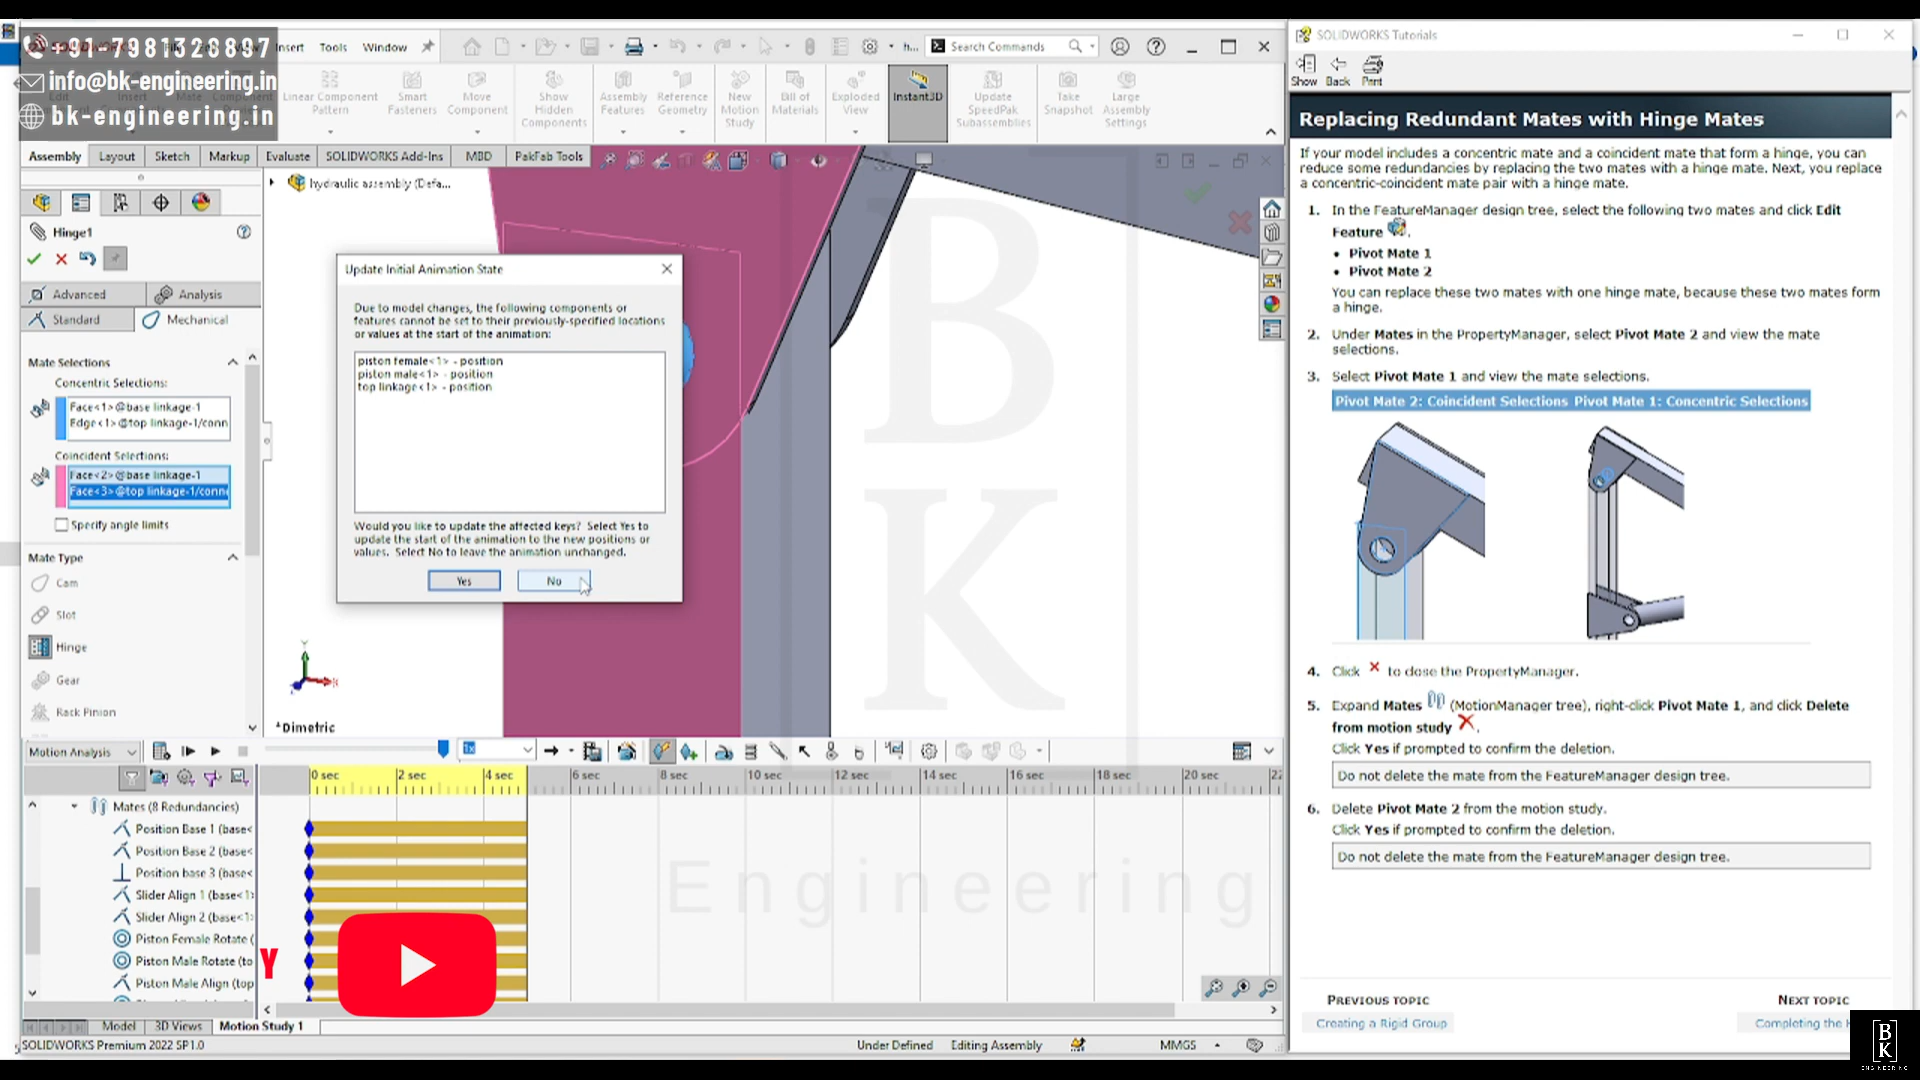 +91-7981328897
info@bk-engineering.in
bk-engineering.in
Insert Tools Window
h...
Search Commands
Linear Component Pattern
Smart Fasteners
Move Component
Show Hidden Components
Assembly Features
Reference Geometry
New Motion Study
Bill of Materials
Exploded View
Instant3D
Update SpeedPak Subassemblies
Take Snapshot
Large Assembly Settings
Assembly Layout Sketch Markup Evaluate SOLIDWORKS Add-Ins MBD PakFab Tools
hydraulic assembly (Defa...
Hinge1
Advanced Analysis
Standard Mechanical
Mate Selections
Concentric Selections:
Face<1>@base linkage-1
Edge<1>@top linkage-1/conn
Coincident Selections:
Face<2>@base linkage-1
Face<3>@top linkage-1/conn
Specify angle limits
Mate Type
Cam
Slot
Hinge
Gear
Rack Pinion
Update Initial Animation State
Due to model changes, the following components or
features cannot be set to their previously-specified locations
or values at the start of the animation:
piston female<1> - position
piston male<1> - position
top linkage<1> - position
Would you like to update the affected keys? Select Yes to
update the start of the animation to the new positions or
values. Select No to leave the animation unchanged.
Yes No
*Dimetric
B
K
Engineering
Motion Analysis
1x
0 sec 2 sec 4 sec 6 sec 8 sec 10 sec 12 sec 14 sec 16 sec 18 sec 20 sec 22
Mates (8 Redundancies)
Position Base 1 (base<
Position Base 2 (base<
Position base 3 (base<
Slider Align 1 (base<1>
Slider Align 2 (base<1>
Piston Female Rotate (
Piston Male Rotate (to
Piston Male Align (top
Y
Model 3D Views Motion Study 1
SOLIDWORKS Premium 2022 SP1.0
Under Defined Editing Assembly MMGS
SOLIDWORKS Tutorials
Show Back Print
Replacing Redundant Mates with Hinge Mates
If your model includes a concentric mate and a coincident mate that form a hinge, you can
reduce some redundancies by replacing the two mates with a hinge mate. Next, you replace
a concentric-coincident mate pair with a hinge mate.
1. In the FeatureManager design tree, select the following two mates and click Edit
Feature .
• Pivot Mate 1
• Pivot Mate 2
You can replace these two mates with one hinge mate, because these two mates form
a hinge.
2. Under Mates in the PropertyManager, select Pivot Mate 2 and view the mate
selections.
3. Select Pivot Mate 1 and view the mate selections.
Pivot Mate 2: Coincident Selections Pivot Mate 1: Concentric Selections
4. Click to close the PropertyManager.
5. Expand Mates (MotionManager tree), right-click Pivot Mate 1, and click Delete
from motion study .
Click Yes if prompted to confirm the deletion.
Do not delete the mate from the FeatureManager design tree.
6. Delete Pivot Mate 2 from the motion study.
Click Yes if prompted to confirm the deletion.
Do not delete the mate from the FeatureManager design tree.
PREVIOUS TOPIC NEXT TOPIC
Creating a Rigid Group Completing the
B
K
ENGINEERING